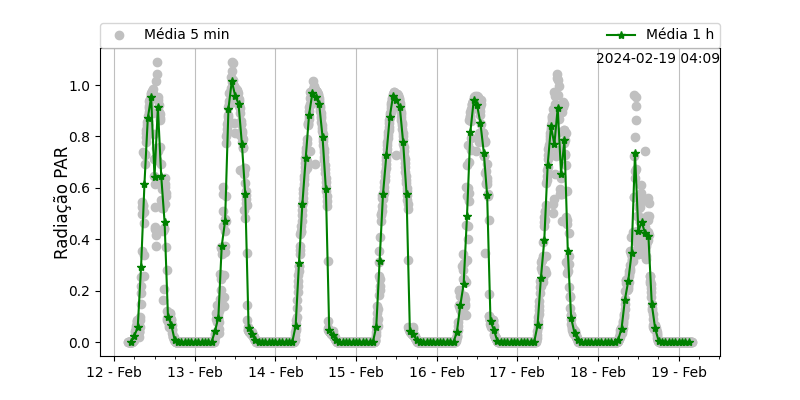 Média 5 min
Média 1 h
2024-02-19 04:09
Radiação PAR
1.0
0.8
0.6
0.4
0.2
0.0
12 - Feb
13 - Feb
14 - Feb
15 - Feb
16 - Feb
17 - Feb
18 - Feb
19 - Feb